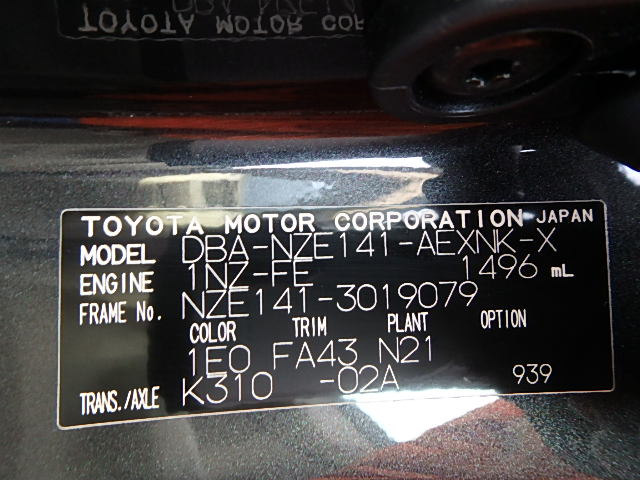 TOYOTA MOTOR CORPORATION JAPAN
MODEL DBA-NZE141-AEXNK-X
ENGINE 1NZ-FE 1496 mL
FRAME No. NZE141-3019079
COLOR TRIM PLANT OPTION
1E0 FA43 N21
TRANS./AXLE K310 -02A 939